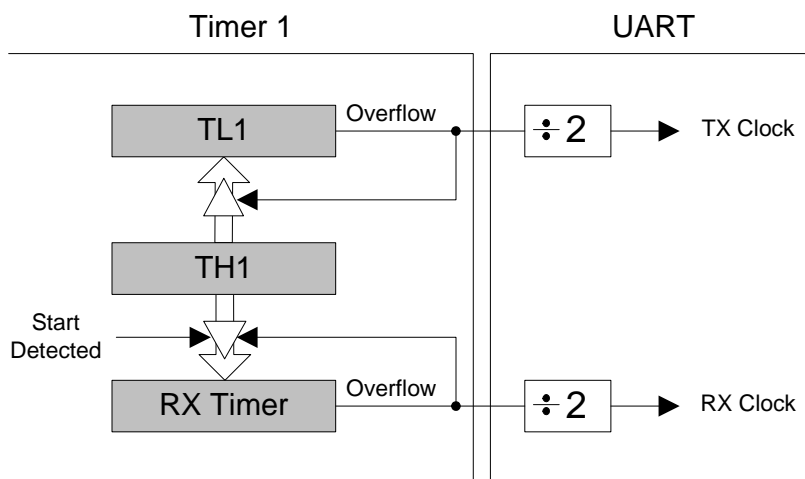 Timer 1
UART
TL1
Overflow
÷ 2
TX Clock
TH1
Start
Detected
RX Timer
Overflow
÷ 2
RX Clock